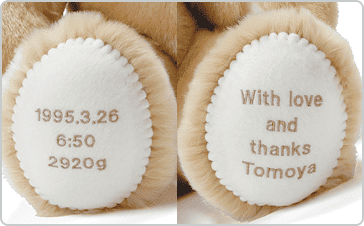 1995.3.26
6:50
2920g
With love
and
thanks
Tomoya